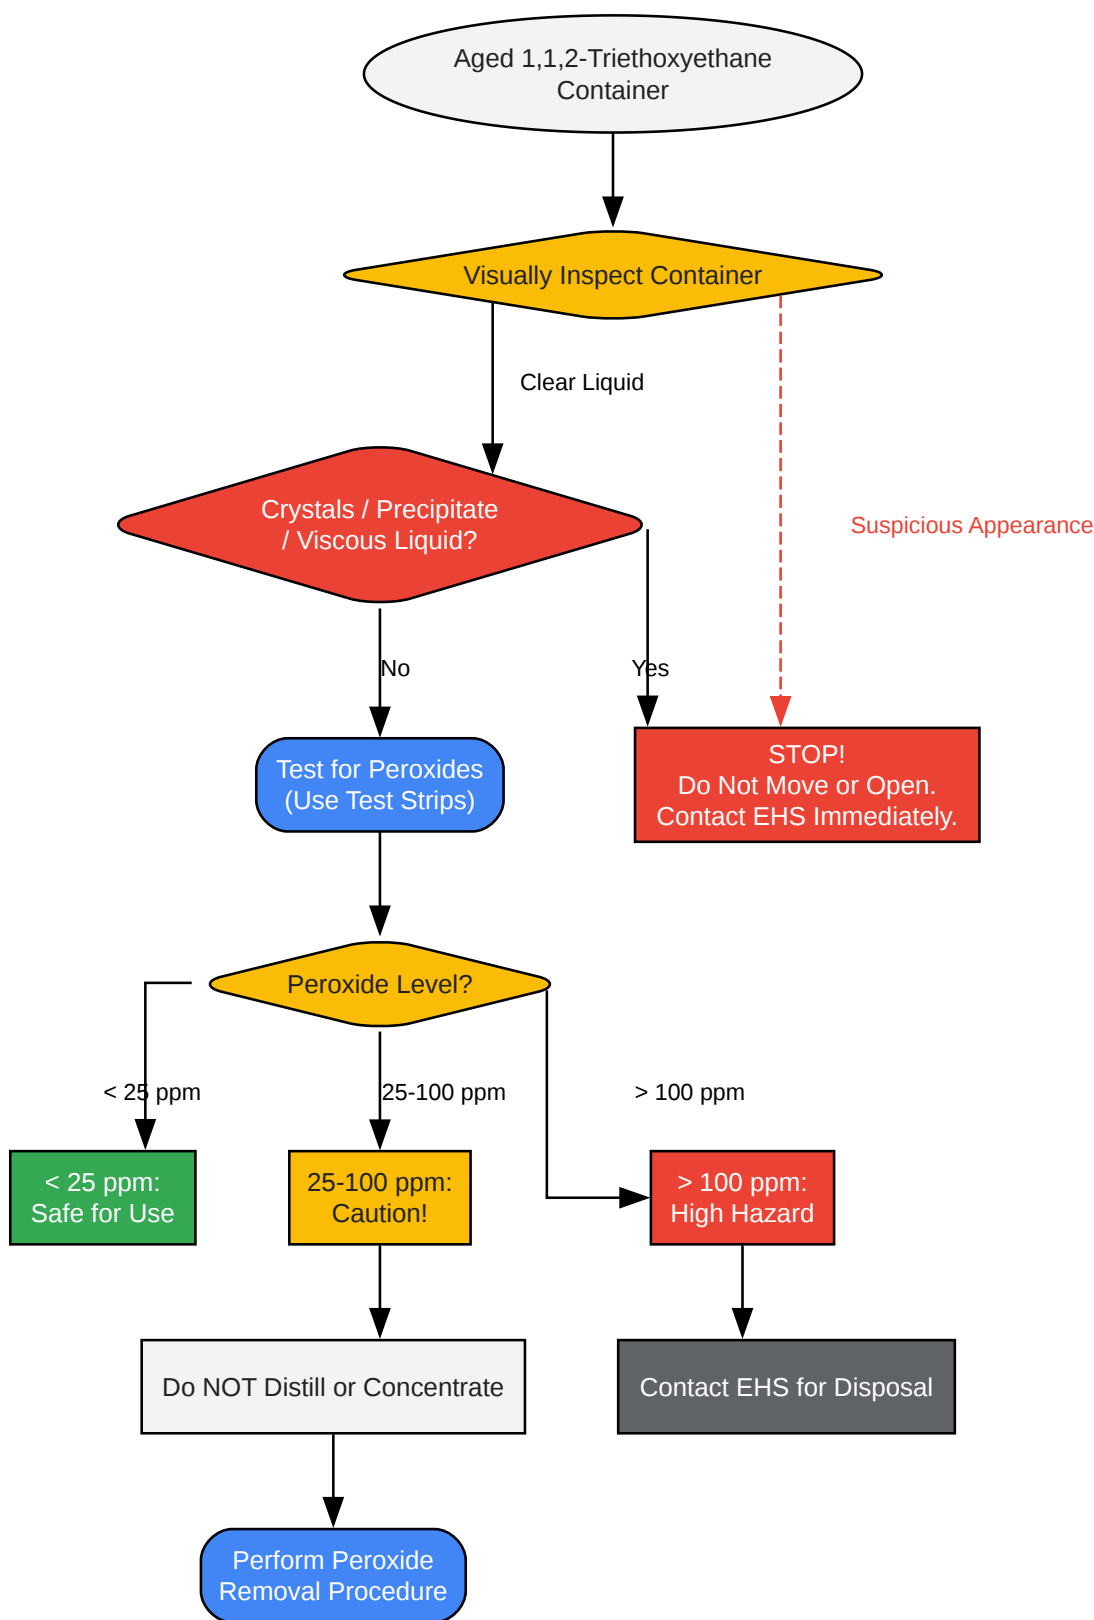 Aged 1,1,2-Triethoxyethane
Container
Visually Inspect Container
Clear Liquid
Crystals / Precipitate
/ Viscous Liquid?
Suspicious Appearance
No
Yes
Test for Peroxides
(Use Test Strips)
STOP!
Do Not Move or Open.
Contact EHS Immediately.
Peroxide Level?
< 25 ppm
25-100 ppm
> 100 ppm
< 25 ppm:
Safe for Use
25-100 ppm:
Caution!
> 100 ppm:
High Hazard
Do NOT Distill or Concentrate
Contact EHS for Disposal
Perform Peroxide
Removal Procedure